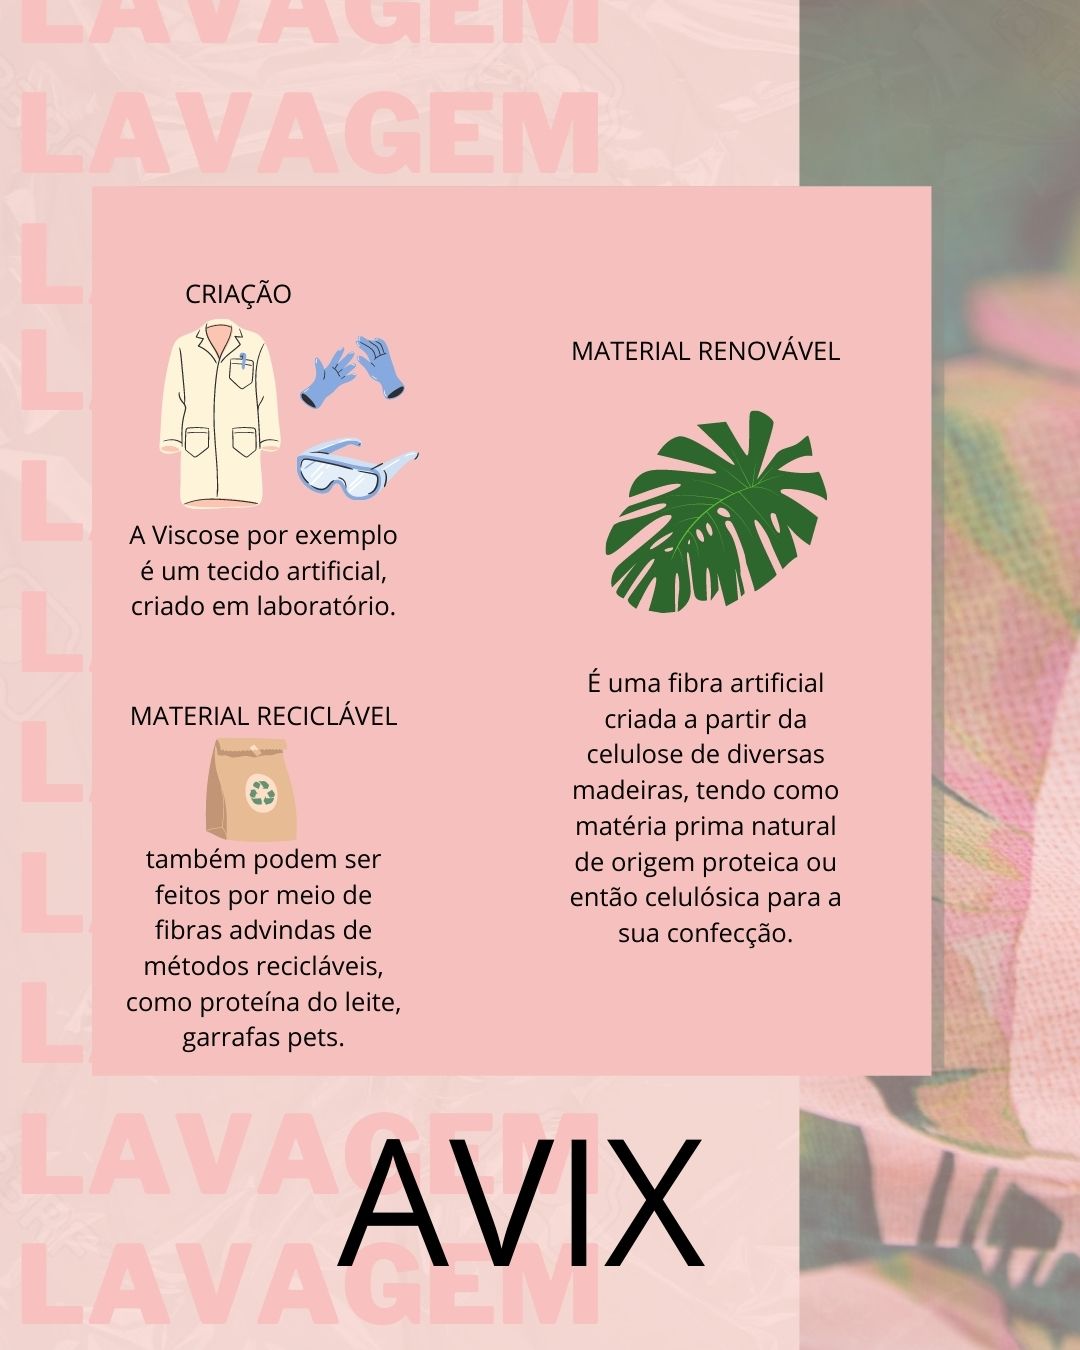 LAVAGEM
LAVAGEM
L
L
L
L
L
L
L
CRIAÇÃO
A Viscose por exemplo
é um tecido artificial,
criado em laboratório.
MATERIAL RECICLÁVEL
também podem ser
feitos por meio de
fibras advindas de
métodos recicláveis,
como proteína do leite,
garrafas pets.
MATERIAL RENOVÁVEL
É uma fibra artificial
criada a partir da
celulose de diversas
madeiras, tendo como
matéria prima natural
de origem proteica ou
então celulósica para a
sua confecção.
LAVAGEM
AVIX
LAVAGEM